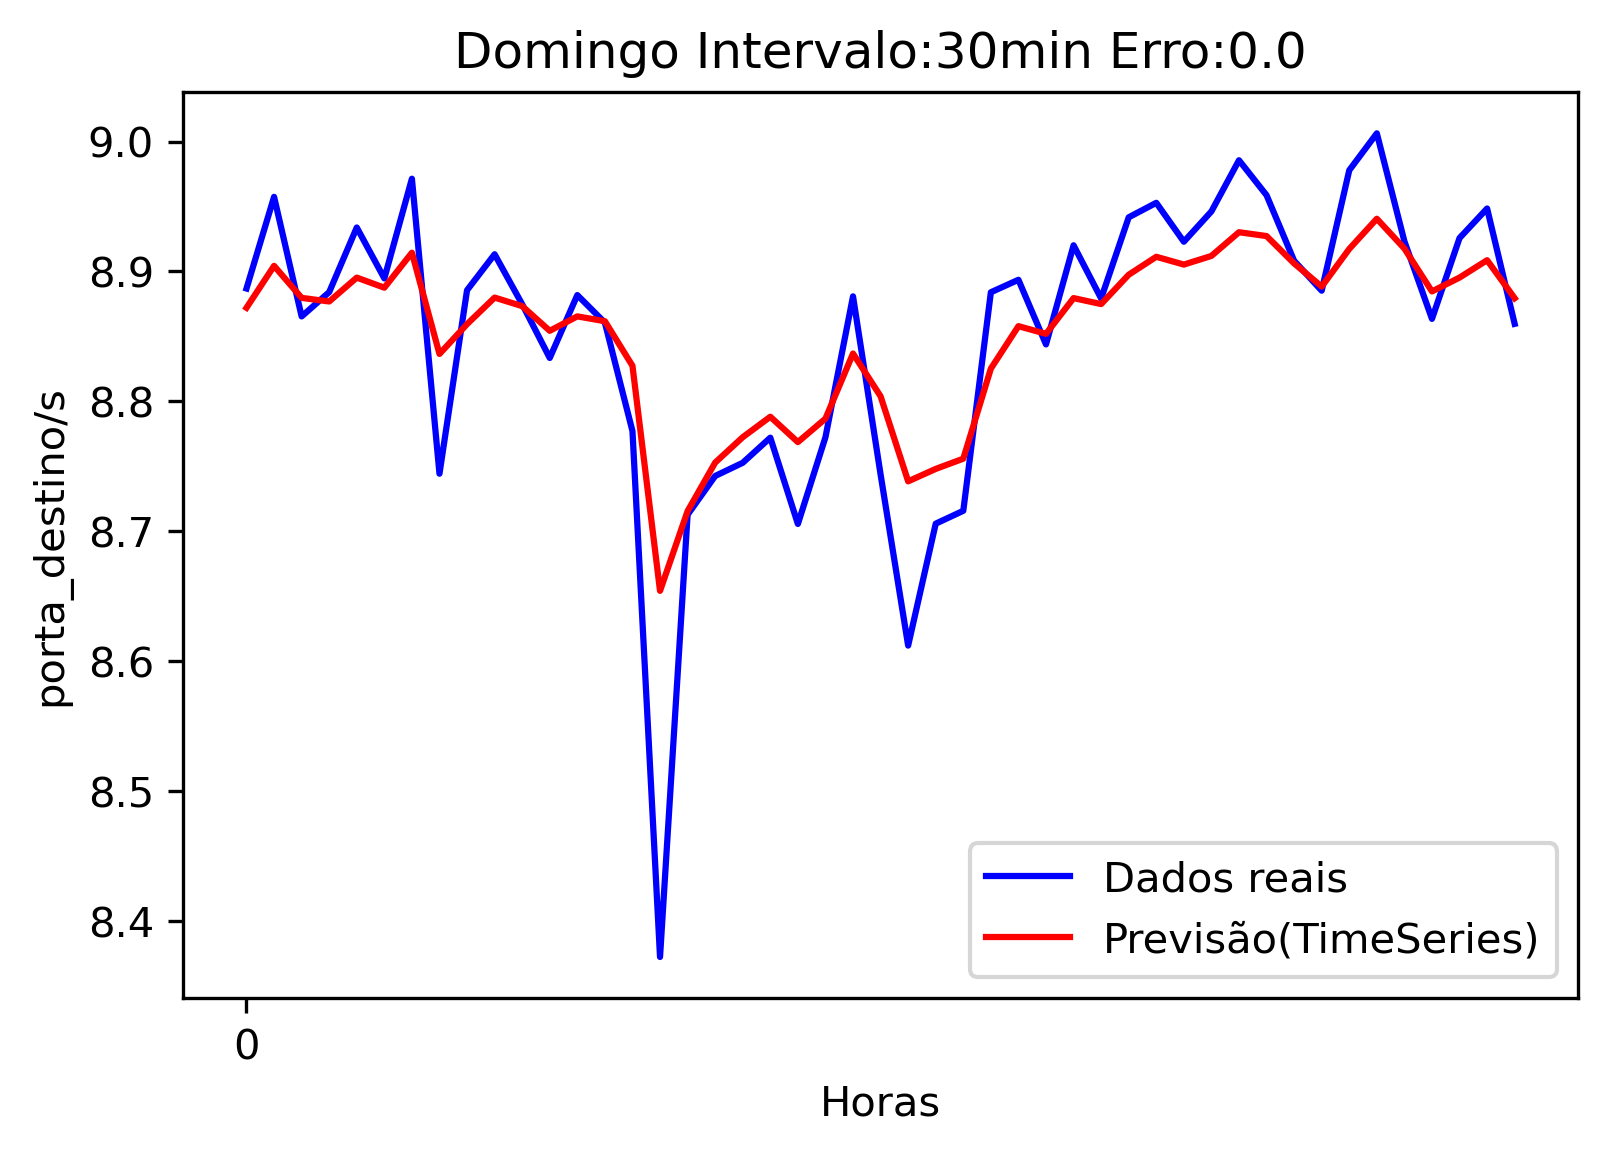 Domingo Intervalo:30min Erro:0.0
9.0
8.9
8.8
8.7
8.6
8.5
8.4
porta_destino/s
Dados reais
Previsão(TimeSeries)
0
Horas